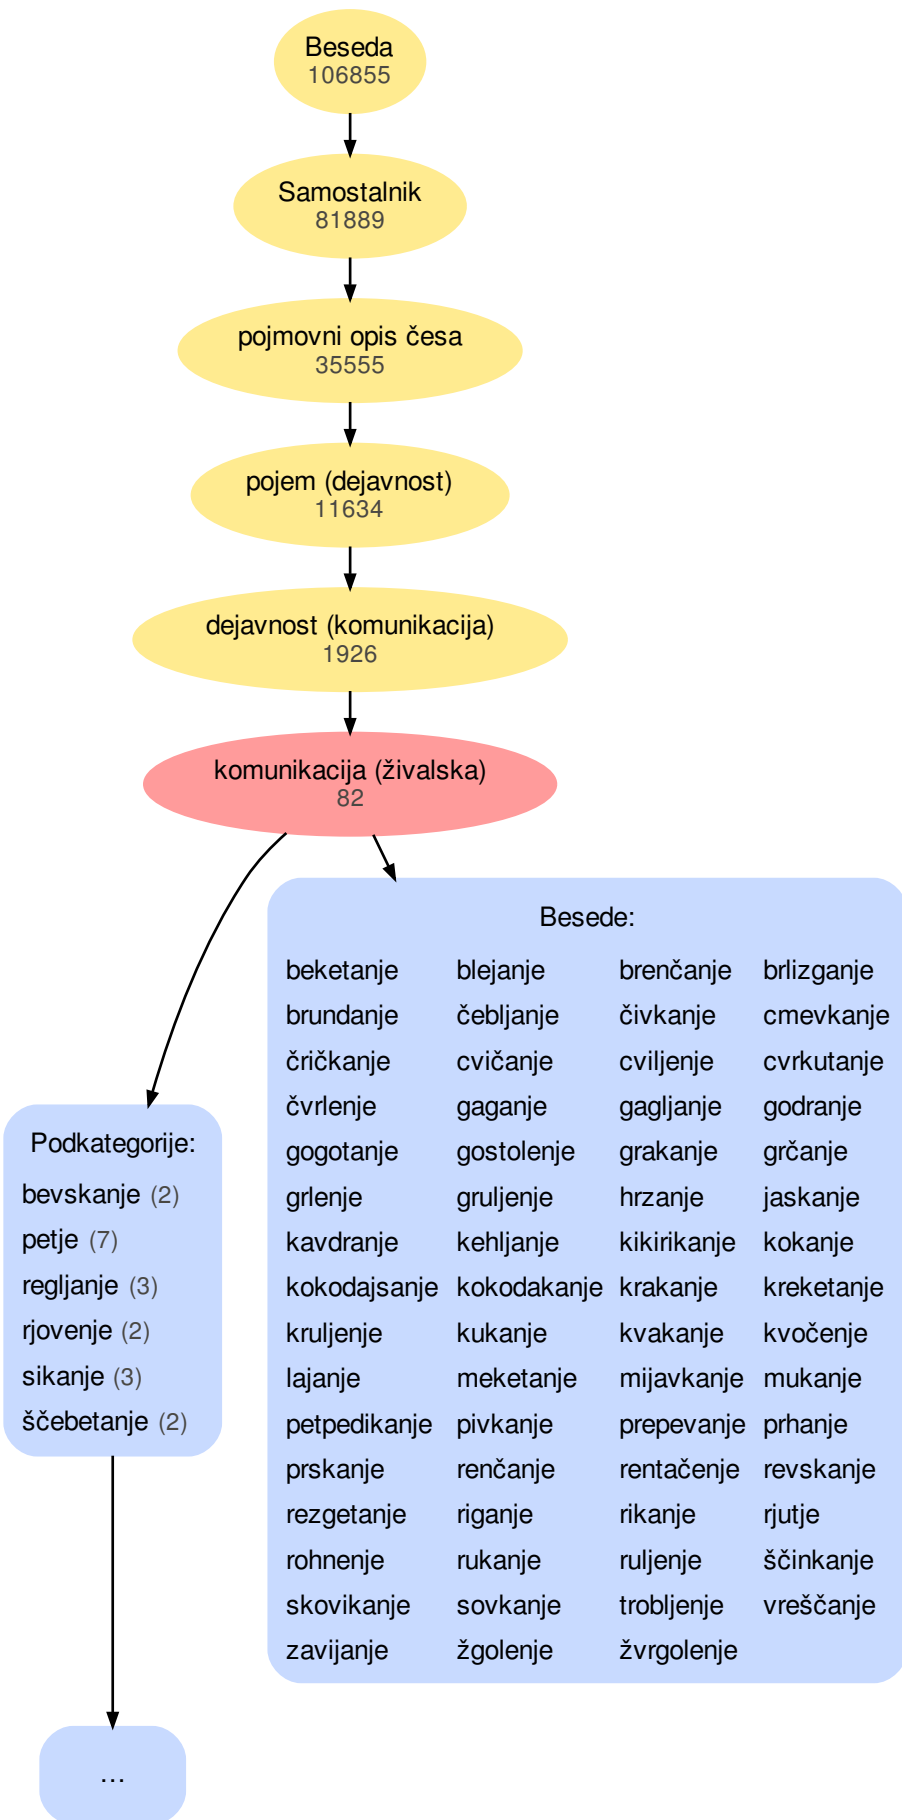 Beseda
106855
Samostalnik
81889
pojmovni opis česa
35555
pojem (dejavnost)
11634
dejavnost (komunikacija)
1926
komunikacija (živalska)
82
Podkategorije:
bevskanje (2)
petje (7)
regljanje (3)
rjovenje (2)
sikanje (3)
ščebetanje (2)
...
Besede:
beketanje blejanje brenčanje brlizganje
brundanje čebljanje čivkanje cmevkanje
čričkanje cvičanje cviljenje cvrkutanje
čvrlenje gaganje gagljanje godranje
gogotanje gostolenje grakanje grčanje
grlenje gruljenje hrzanje jaskanje
kavdranje kehljanje kikirikanje kokanje
kokodajsanje kokodakanje krakanje kreketanje
kruljenje kukanje kvakanje kvočenje
lajanje meketanje mijavkanje mukanje
petpedikanje pivkanje prepevanje prhanje
prskanje renčanje rentačenje revskanje
rezgetanje riganje rikanje rjutje
rohnenje rukanje ruljenje ščinkanje
skovikanje sovkanje trobljenje vreščanje
zavijanje žgolenje žvrgolenje